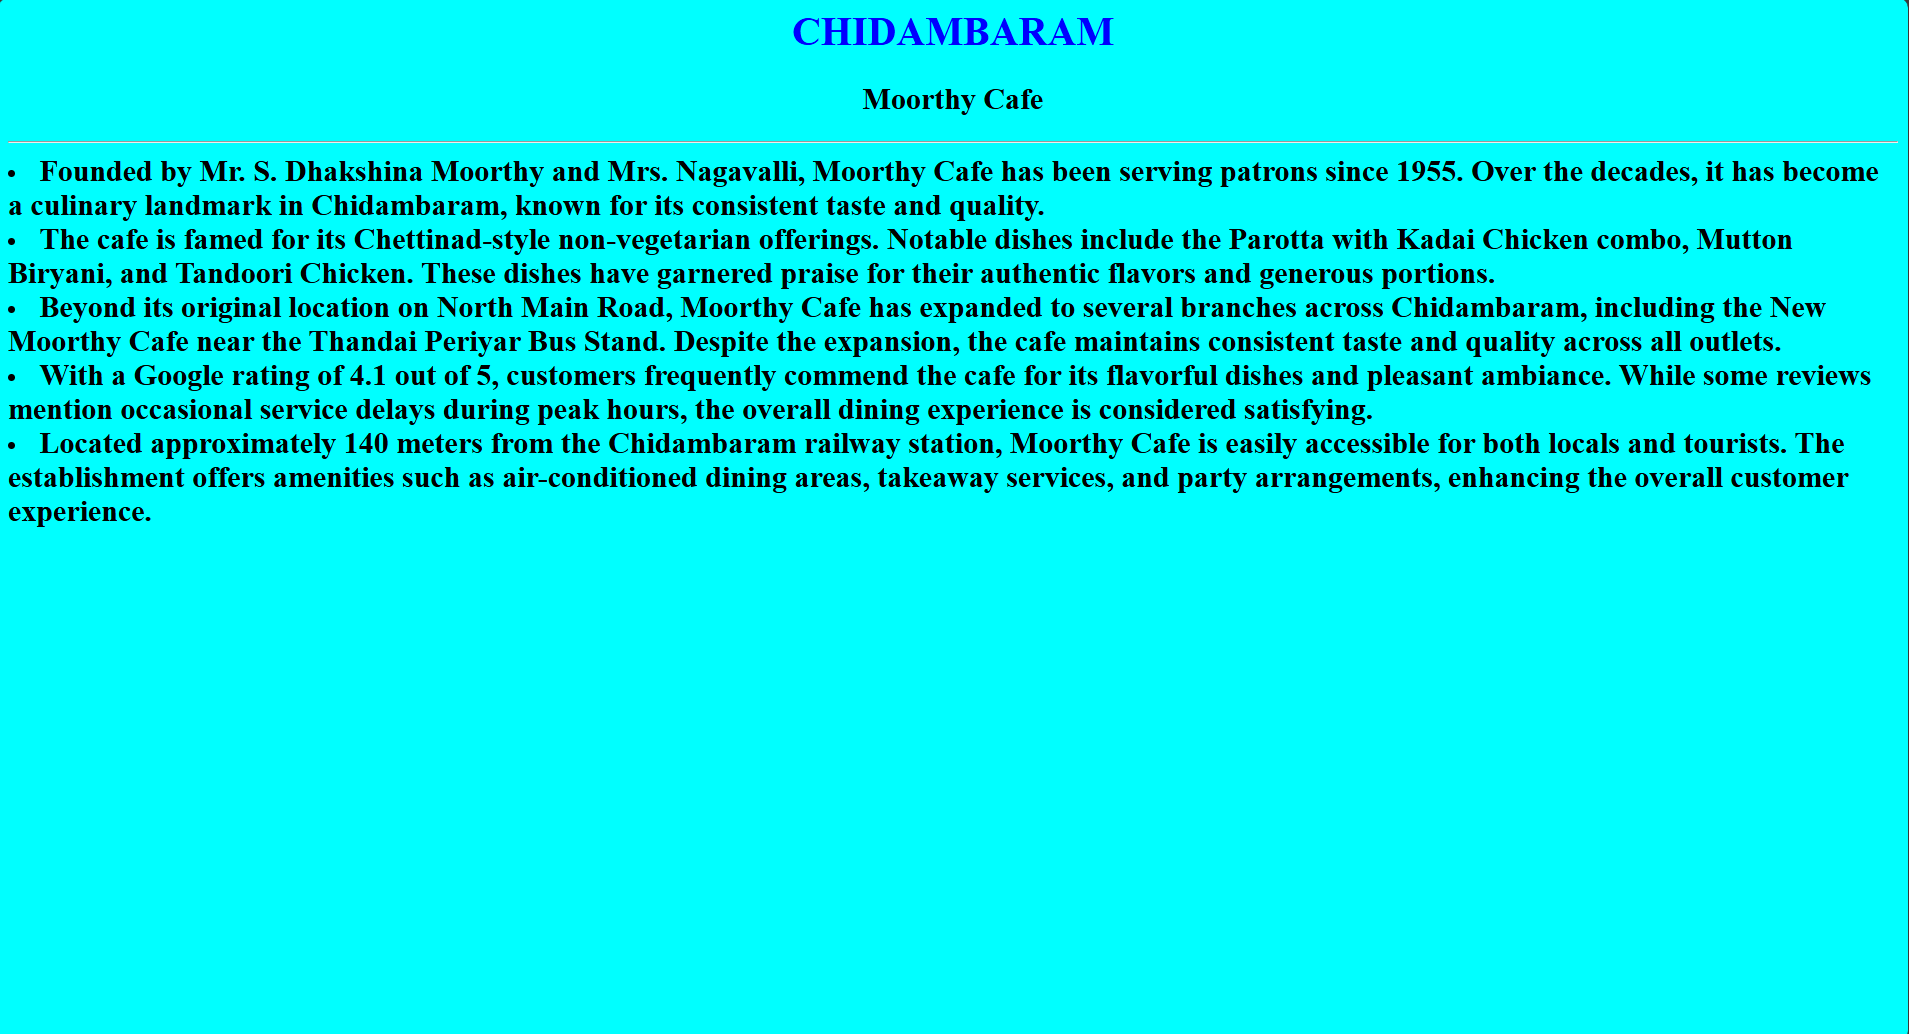 CHIDAMBARAM
Moorthy Cafe
• Founded by Mr. S. Dhakshina Moorthy and Mrs. Nagavalli, Moorthy Cafe has been serving patrons since 1955. Over the decades, it has become
a culinary landmark in Chidambaram, known for its consistent taste and quality.
• The cafe is famed for its Chettinad-style non-vegetarian offerings. Notable dishes include the Parotta with Kadai Chicken combo, Mutton
Biryani, and Tandoori Chicken. These dishes have garnered praise for their authentic flavors and generous portions.
• Beyond its original location on North Main Road, Moorthy Cafe has expanded to several branches across Chidambaram, including the New
Moorthy Cafe near the Thandai Periyar Bus Stand. Despite the expansion, the cafe maintains consistent taste and quality across all outlets.
• With a Google rating of 4.1 out of 5, customers frequently commend the cafe for its flavorful dishes and pleasant ambiance. While some reviews
mention occasional service delays during peak hours, the overall dining experience is considered satisfying.
• Located approximately 140 meters from the Chidambaram railway station, Moorthy Cafe is easily accessible for both locals and tourists. The
establishment offers amenities such as air-conditioned dining areas, takeaway services, and party arrangements, enhancing the overall customer
experience.